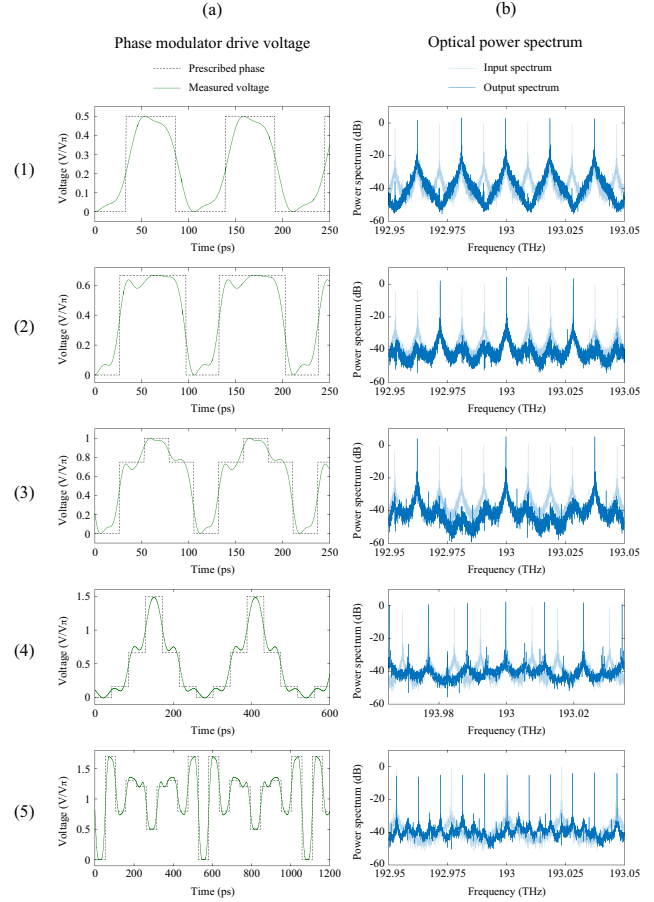 (a)
(b)
Phase modulator drive voltage
Optical power spectrum
Prescribed phase
Measured voltage
Input spectrum
Output spectrum
(1)
Voltage (V/Vπ)
0.5
0.4
0.3
0.2
0.1
0
0 50 100 150 200 250
Time (ps)
Power spectrum (dB)
0
-20
-40
-60
192.95 192.975 193 193.025 193.05
Frequency (THz)
(2)
Voltage (V/Vπ)
0.6
0.4
0.2
0
0 50 100 150 200 250
Time (ps)
Power spectrum (dB)
0
-20
-40
-60
192.95 192.975 193 193.025 193.05
Frequency (THz)
(3)
Voltage (V/Vπ)
1
0.8
0.6
0.4
0.2
0
0 50 100 150 200 250
Time (ps)
Power spectrum (dB)
0
-20
-40
-60
192.95 192.975 193 193.025 193.05
Frequency (THz)
(4)
Voltage (V/Vπ)
1.5
1
0.5
0
0 200 400 600
Time (ps)
Power spectrum (dB)
0
-20
-40
-60
193.98 193 193.02
Frequency (THz)
(5)
Voltage (V/Vπ)
1.5
1
0.5
0
0 200 400 600 800 1000 1200
Time (ps)
Power spectrum (dB)
0
-20
-40
-60
192.95 192.975 193 193.025 193.05
Frequency (THz)